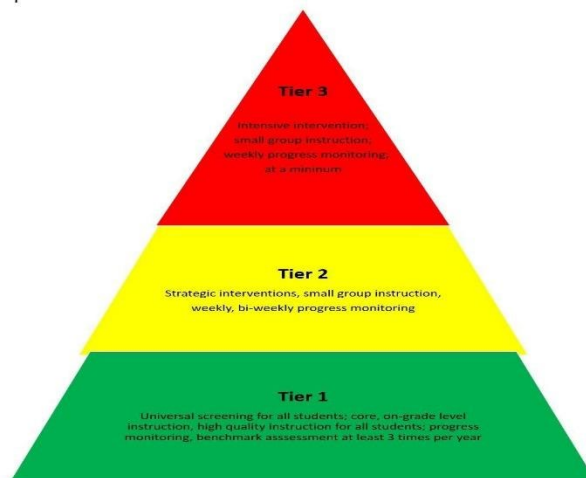 Tier 3
Intensive intervention;
small group instruction;
weekly progress monitoring;
at a minnum
Tier 2
Strategic interventions, small group instruction,
weekly, bi-weekly progress monitoring
Tier 1
Universal screening for all students; core, on-grade level
instruction, high quality instruction for all students; progress
monitoring, benchmark asssessment at least 3 times per year